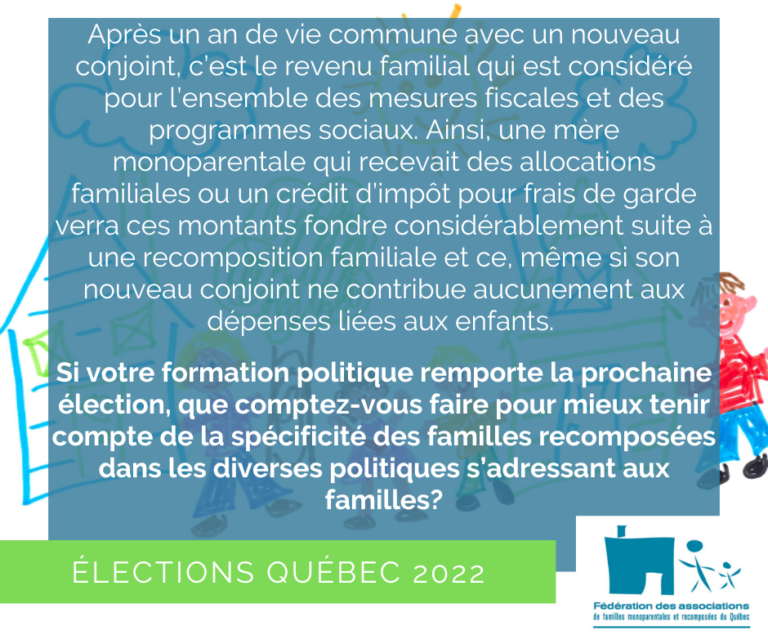 Après un an de vie commune avec un nouveau
conjoint, c'est le revenu familial qui est considéré
pour l'ensemble des mesures fiscales et des
programmes sociaux. Ainsi, une mère
monoparentale qui recevait des allocations
familiales ou un crédit d'impôt pour frais de garde
verra ces montants fondre considérablement suite à
une recomposition familiale et ce, même si son
nouveau conjoint ne contribue aucunement aux
dépenses liées aux enfants.
Si votre formation politique remporte la prochaine
élection, que comptez-vous faire pour mieux tenir
compte de la spécificité des familles recomposées
dans les diverses politiques s'adressant aux
familles?
ÉLECTIONS QUÉBEC 2022
Fédération des associations
de familles monoparentales et recomposées du Québec